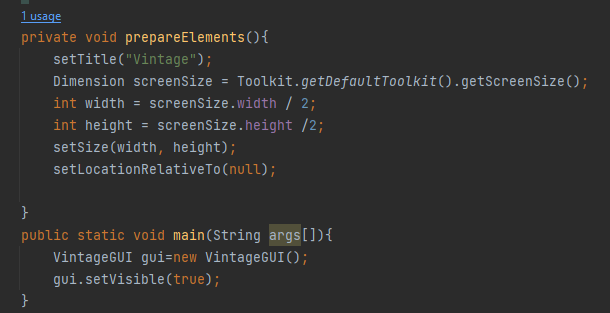 1 usage
private void prepareElements(){
    setTitle("Vintage");
    Dimension screenSize = Toolkit.getDefaultToolkit().getScreenSize();
    int width = screenSize.width / 2;
    int height = screenSize.height /2;
    setSize(width, height);
    setLocationRelativeTo(null);
}
public static void main(String args[]){
    VintageGUI gui=new VintageGUI();
    gui.setVisible(true);
}